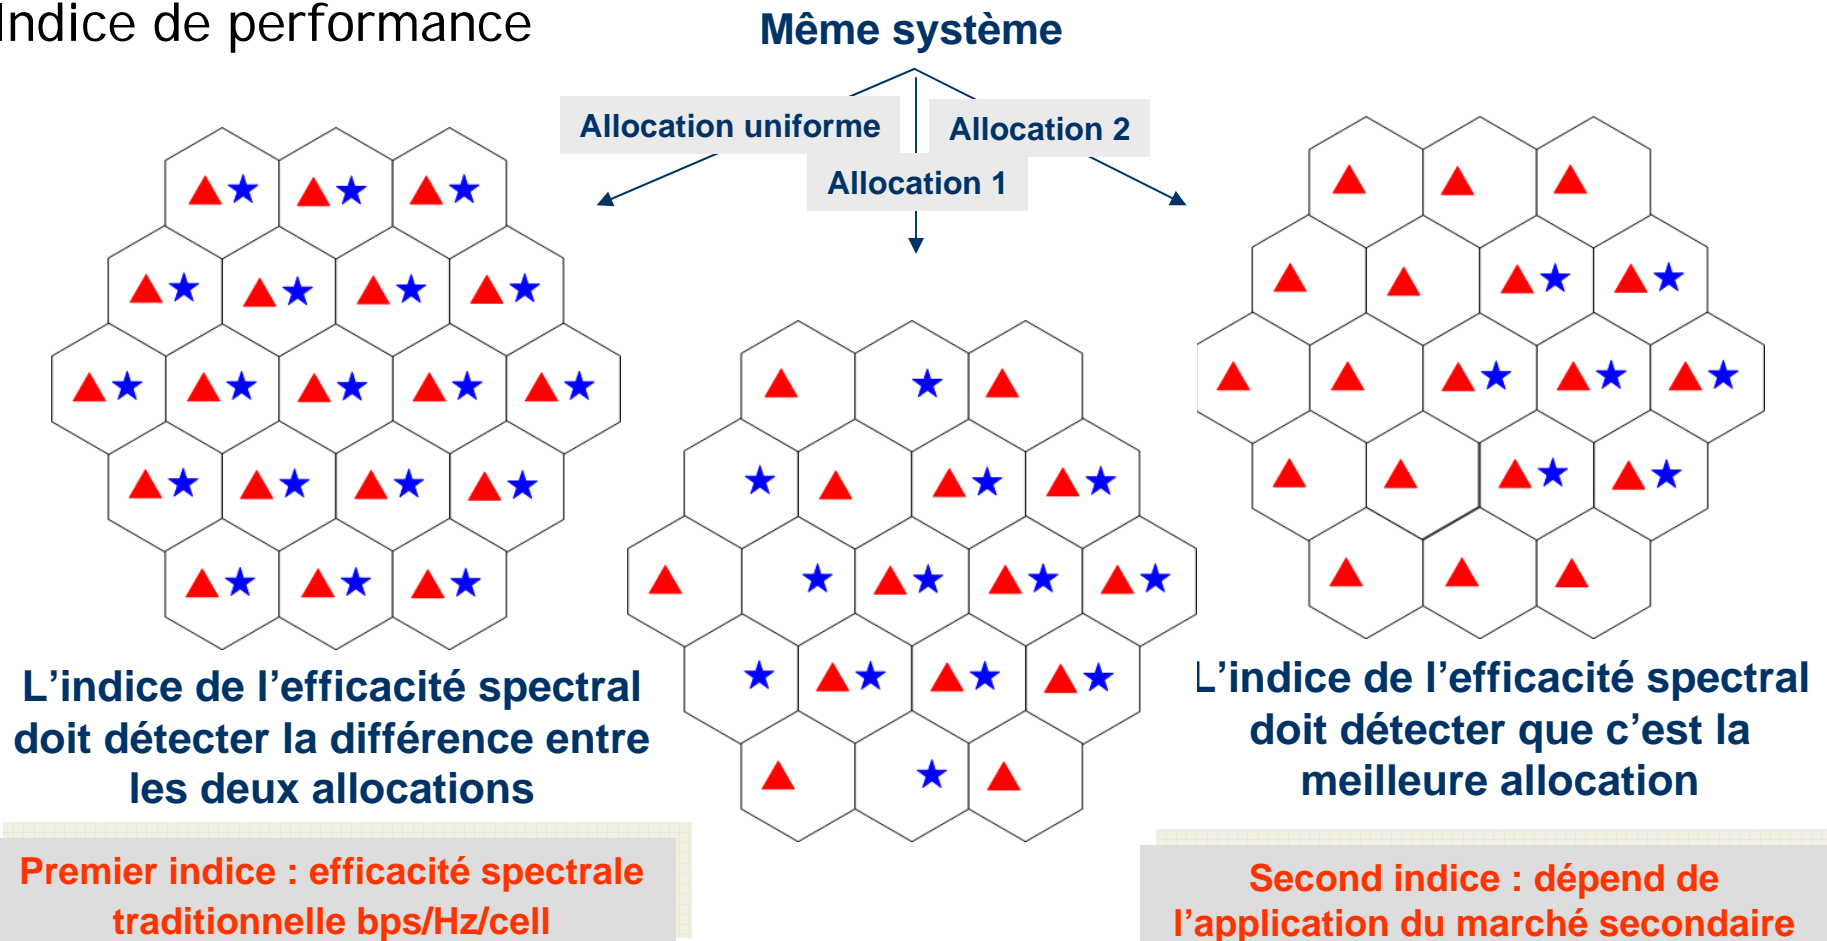 Indice de performance
Même système
Allocation uniforme
Allocation 2
Allocation 1
L’indice de l’efficacité spectral
doit détecter la différence entre
les deux allocations
L’indice de l’efficacité spectral
doit détecter que c’est la
meilleure allocation
Premier indice : efficacité spectrale
traditionnelle bps/Hz/cell
Second indice : dépend de
l’application du marché secondaire